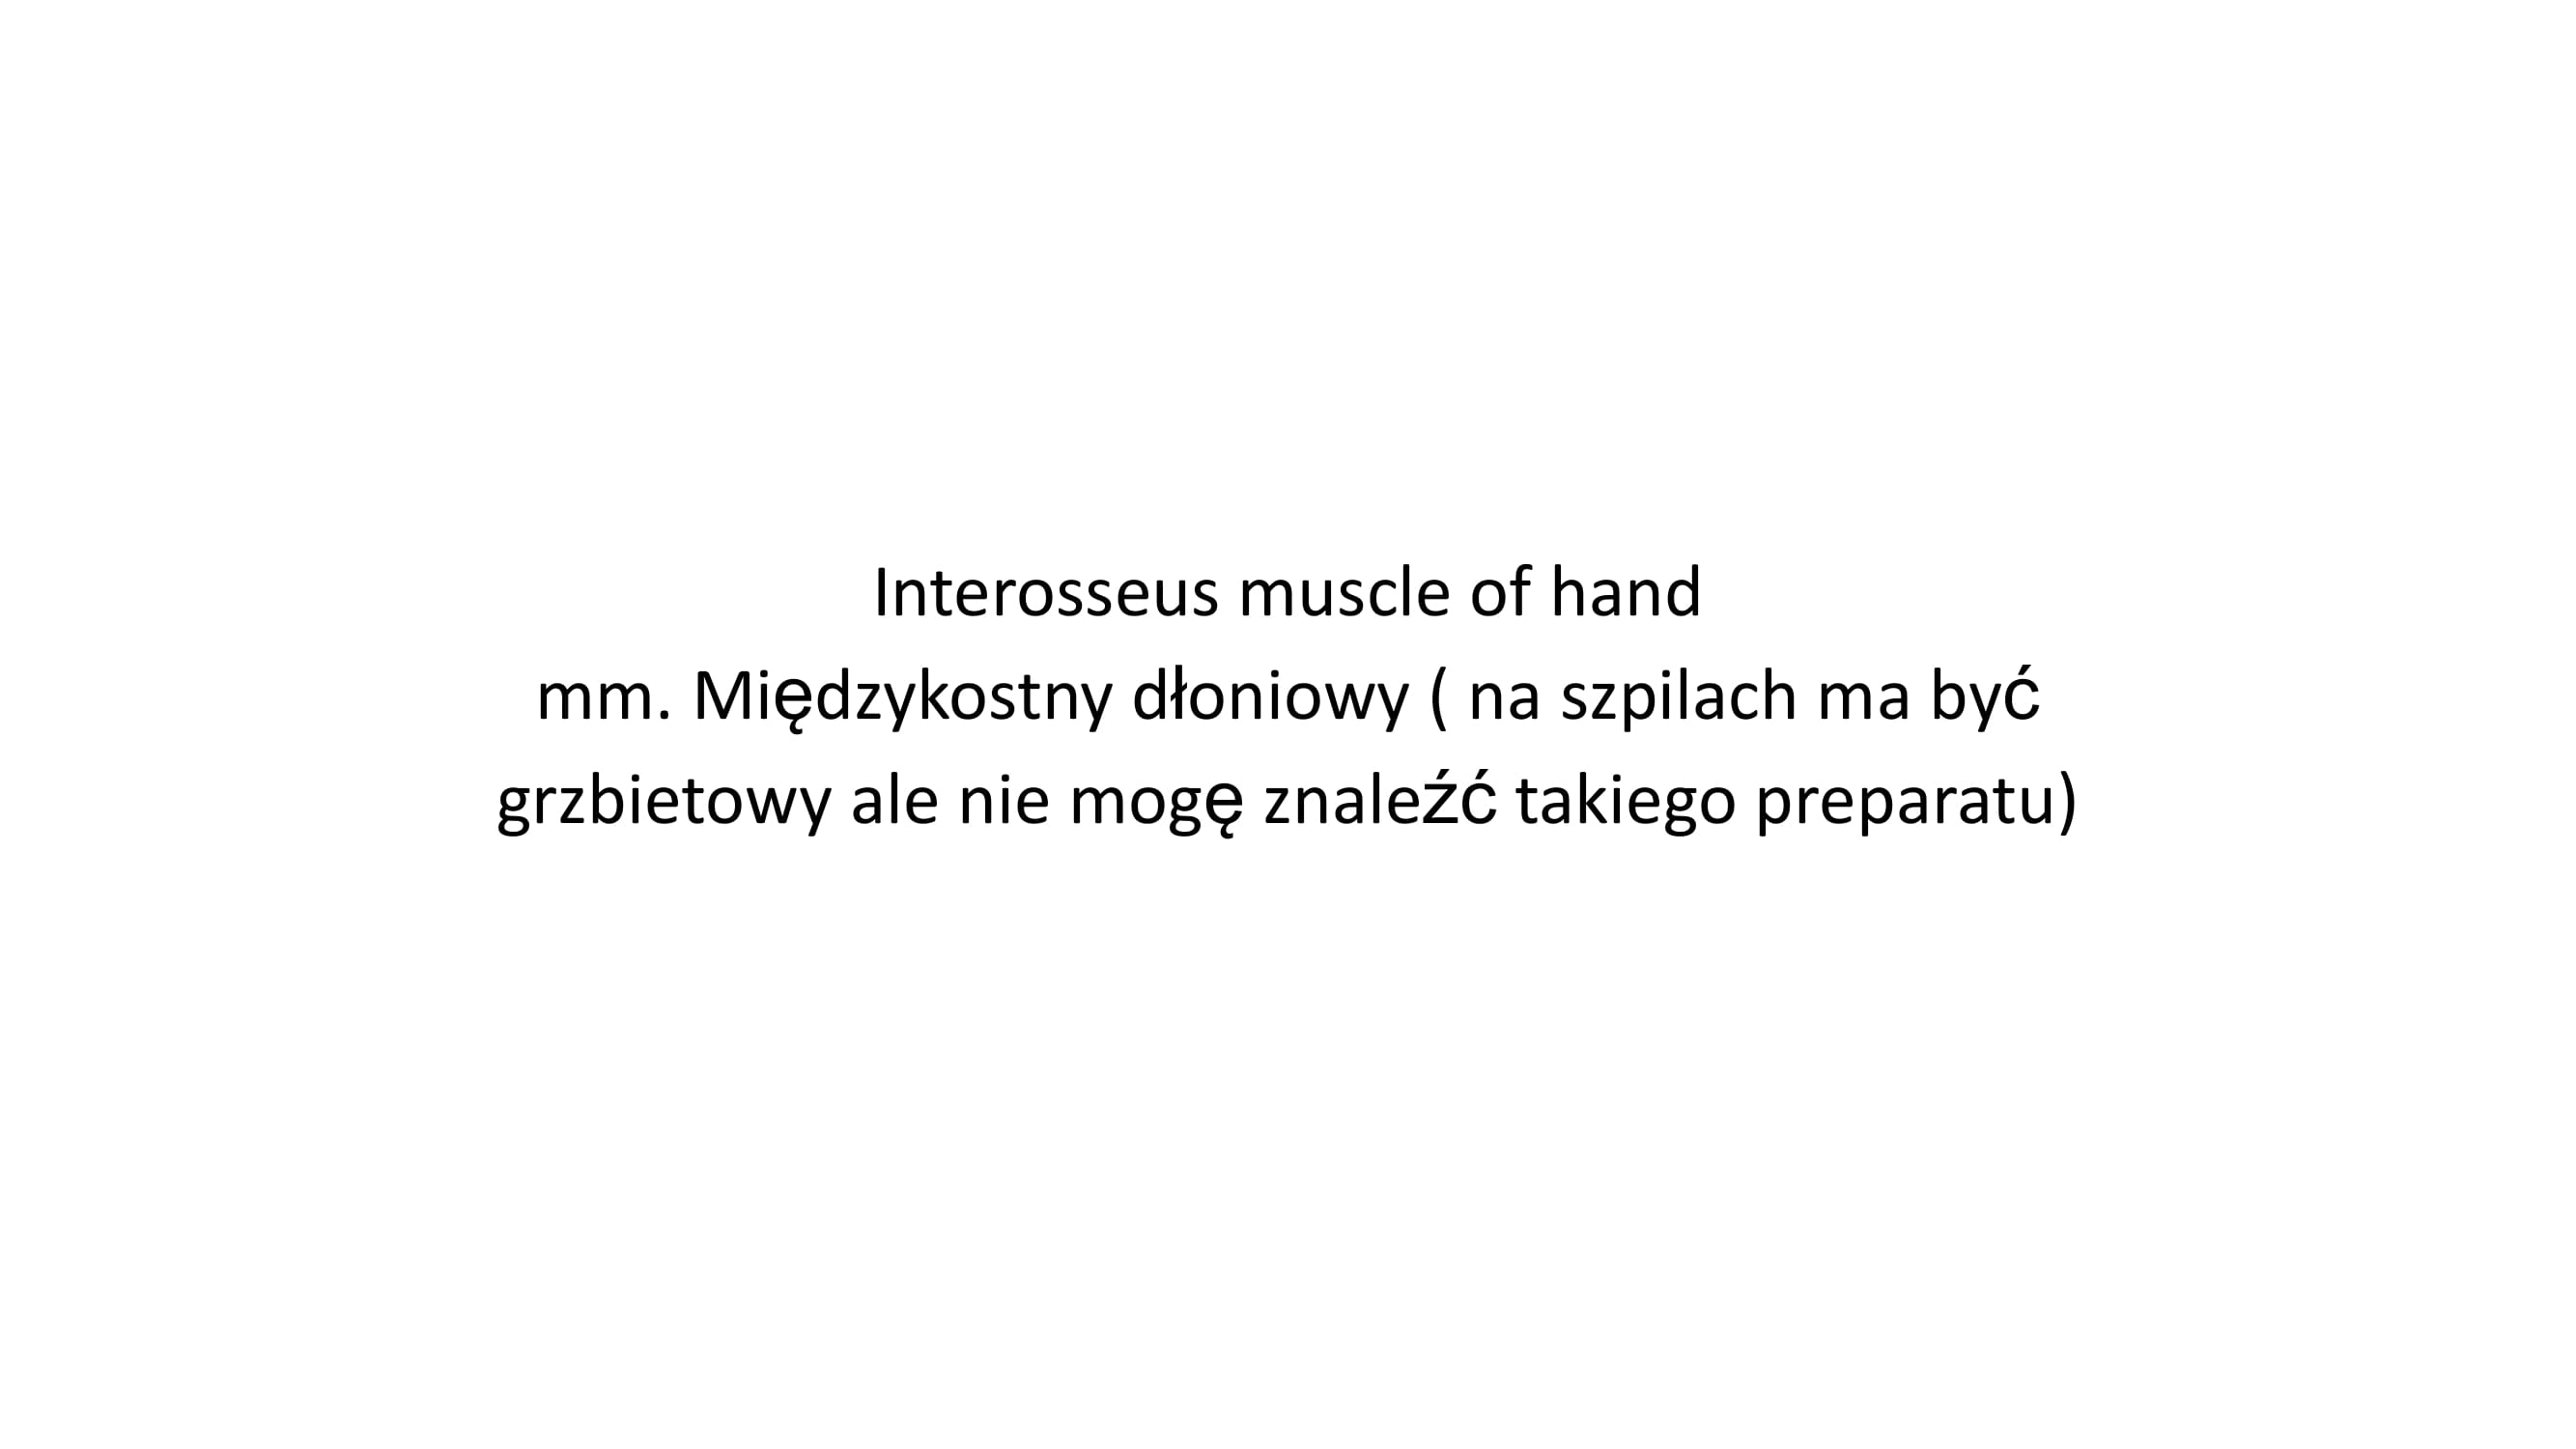 Interosseus muscle of hand
mm. Międzykostny dłoniowy ( na szpilach ma być
grzbietowy ale nie mogę znaleźć takiego preparatu)